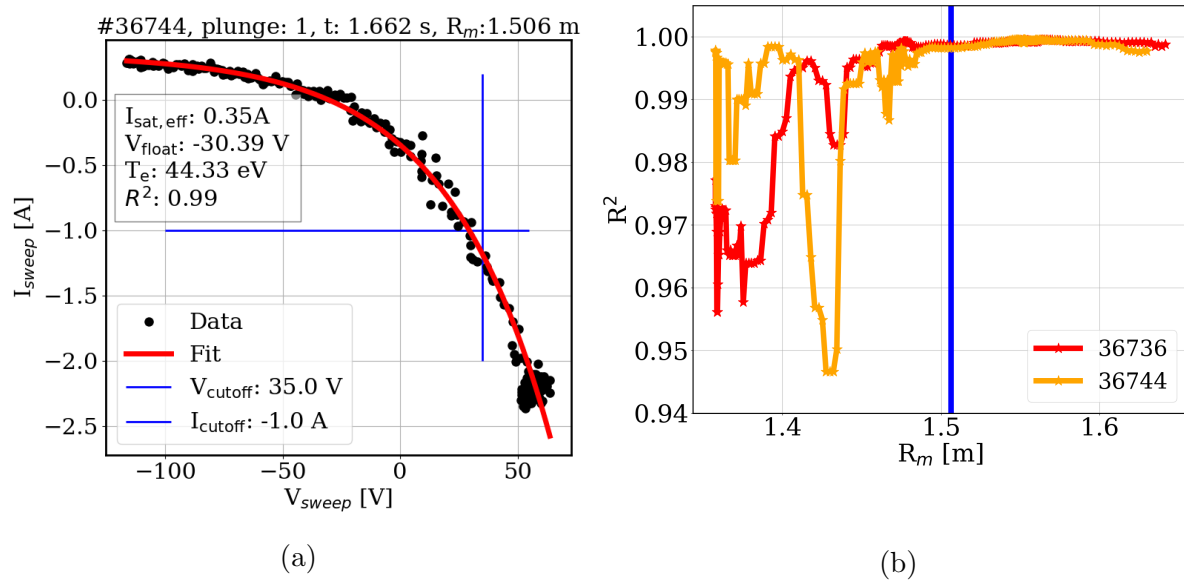 #36744, plunge: 1, t: 1.662 s, R_m:1.506 m
I_sat,eff: 0.35A
V_float: -30.39 V
T_e: 44.33 eV
R²: 0.99
Data
Fit
V_cutoff: 35.0 V
I_cutoff: -1.0 A
0.0
−0.5
−1.0
−1.5
−2.0
−2.5
I_sweep [A]
−100
−50
0
50
V_sweep [V]
(a)
1.00
0.99
0.98
0.97
0.96
0.95
0.94
R²
36736
36744
1.4
1.5
1.6
R_m [m]
(b)